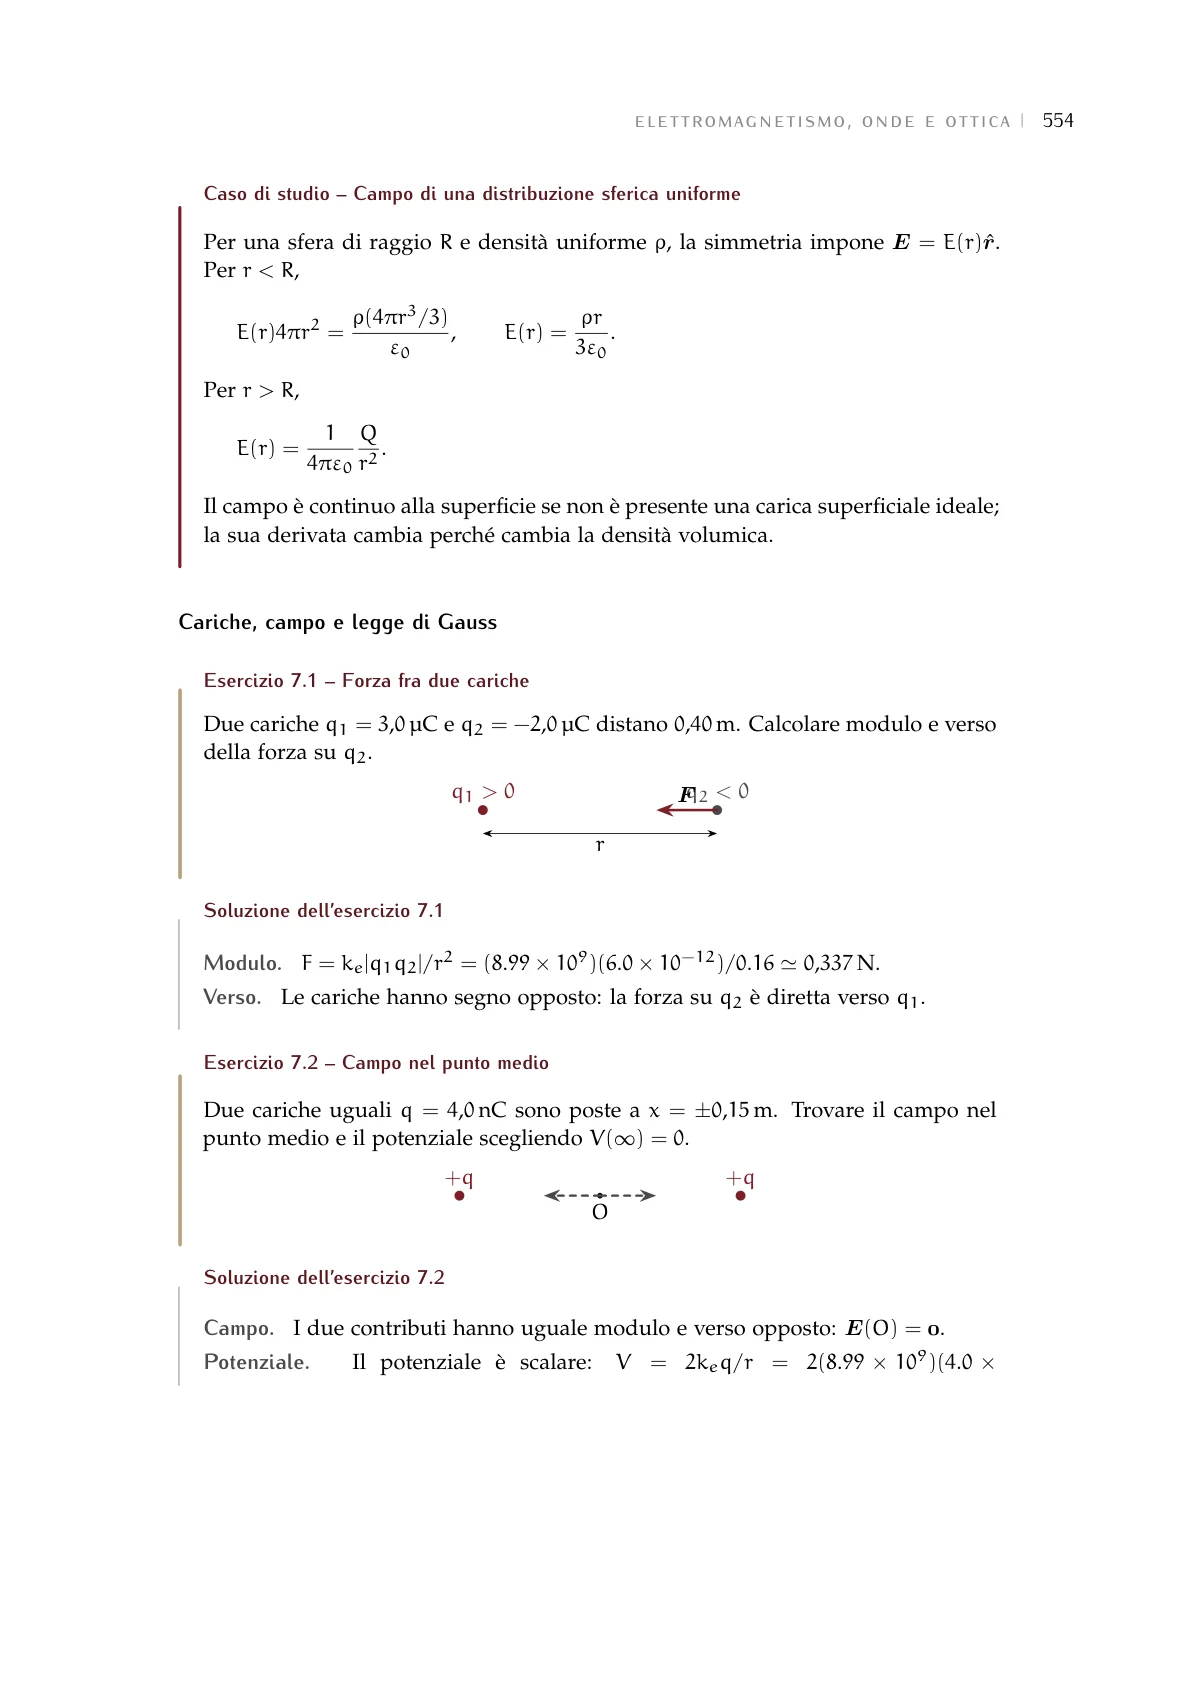 ELETTROMAGNETISMO, ONDE E OTTICA | 554
Caso di studio – Campo di una distribuzione sferica uniforme
Per una sfera di raggio R e densità uniforme ρ, la simmetria impone E = E(r)r̂.
Per r < R,
E(r)4πr² = ρ(4πr³/3)/ε₀, E(r) = ρr/3ε₀.
Per r > R,
E(r) = 1/4πε₀ Q/r².
Il campo è continuo alla superficie se non è presente una carica superficiale ideale;
la sua derivata cambia perché cambia la densità volumica.
Cariche, campo e legge di Gauss
Esercizio 7.1 – Forza fra due cariche
Due cariche q₁ = 3,0 µC e q₂ = −2,0 µC distano 0,40 m. Calcolare modulo e verso
della forza su q₂.
q₁ > 0 F q₂ < 0
r
Soluzione dell'esercizio 7.1
Modulo. F = kₑ|q₁q₂|/r² = (8.99 × 10⁹)(6.0 × 10⁻¹²)/0.16 ≃ 0,337 N.
Verso. Le cariche hanno segno opposto: la forza su q₂ è diretta verso q₁.
Esercizio 7.2 – Campo nel punto medio
Due cariche uguali q = 4,0 nC sono poste a x = ±0,15 m. Trovare il campo nel
punto medio e il potenziale scegliendo V(∞) = 0.
+q +q
O
Soluzione dell'esercizio 7.2
Campo. I due contributi hanno uguale modulo e verso opposto: E(O) = 0.
Potenziale. Il potenziale è scalare: V = 2kₑq/r = 2(8.99 × 10⁹)(4.0 ×